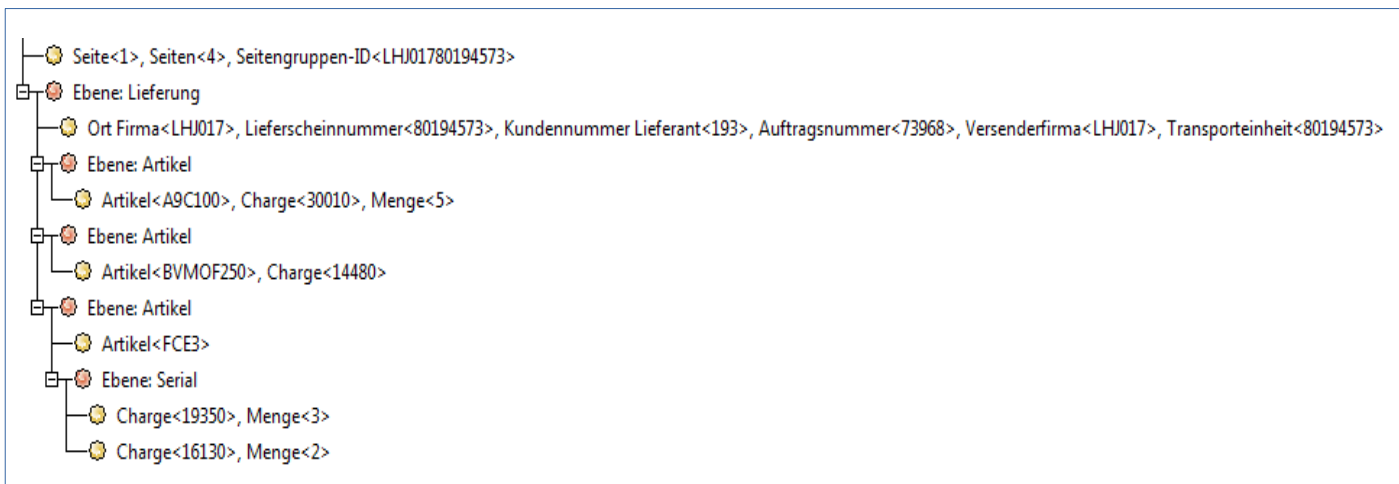 Seite<1>, Seiten<4>, Seitengruppen-ID<LHJ01780194573>
Ebene: Lieferung
Ort Firma<LHJ017>, Lieferscheinnummer<80194573>, Kundennummer Lieferant<193>, Auftragsnummer<73968>, Versenderfirma<LHJ017>, Transporteinheit<80194573>
Ebene: Artikel
Artikel<A9C100>, Charge<30010>, Menge<5>
Ebene: Artikel
Artikel<BVMOF250>, Charge<14480>
Ebene: Artikel
Artikel<FCE3>
Ebene: Serial
Charge<19350>, Menge<3>
Charge<16130>, Menge<2>